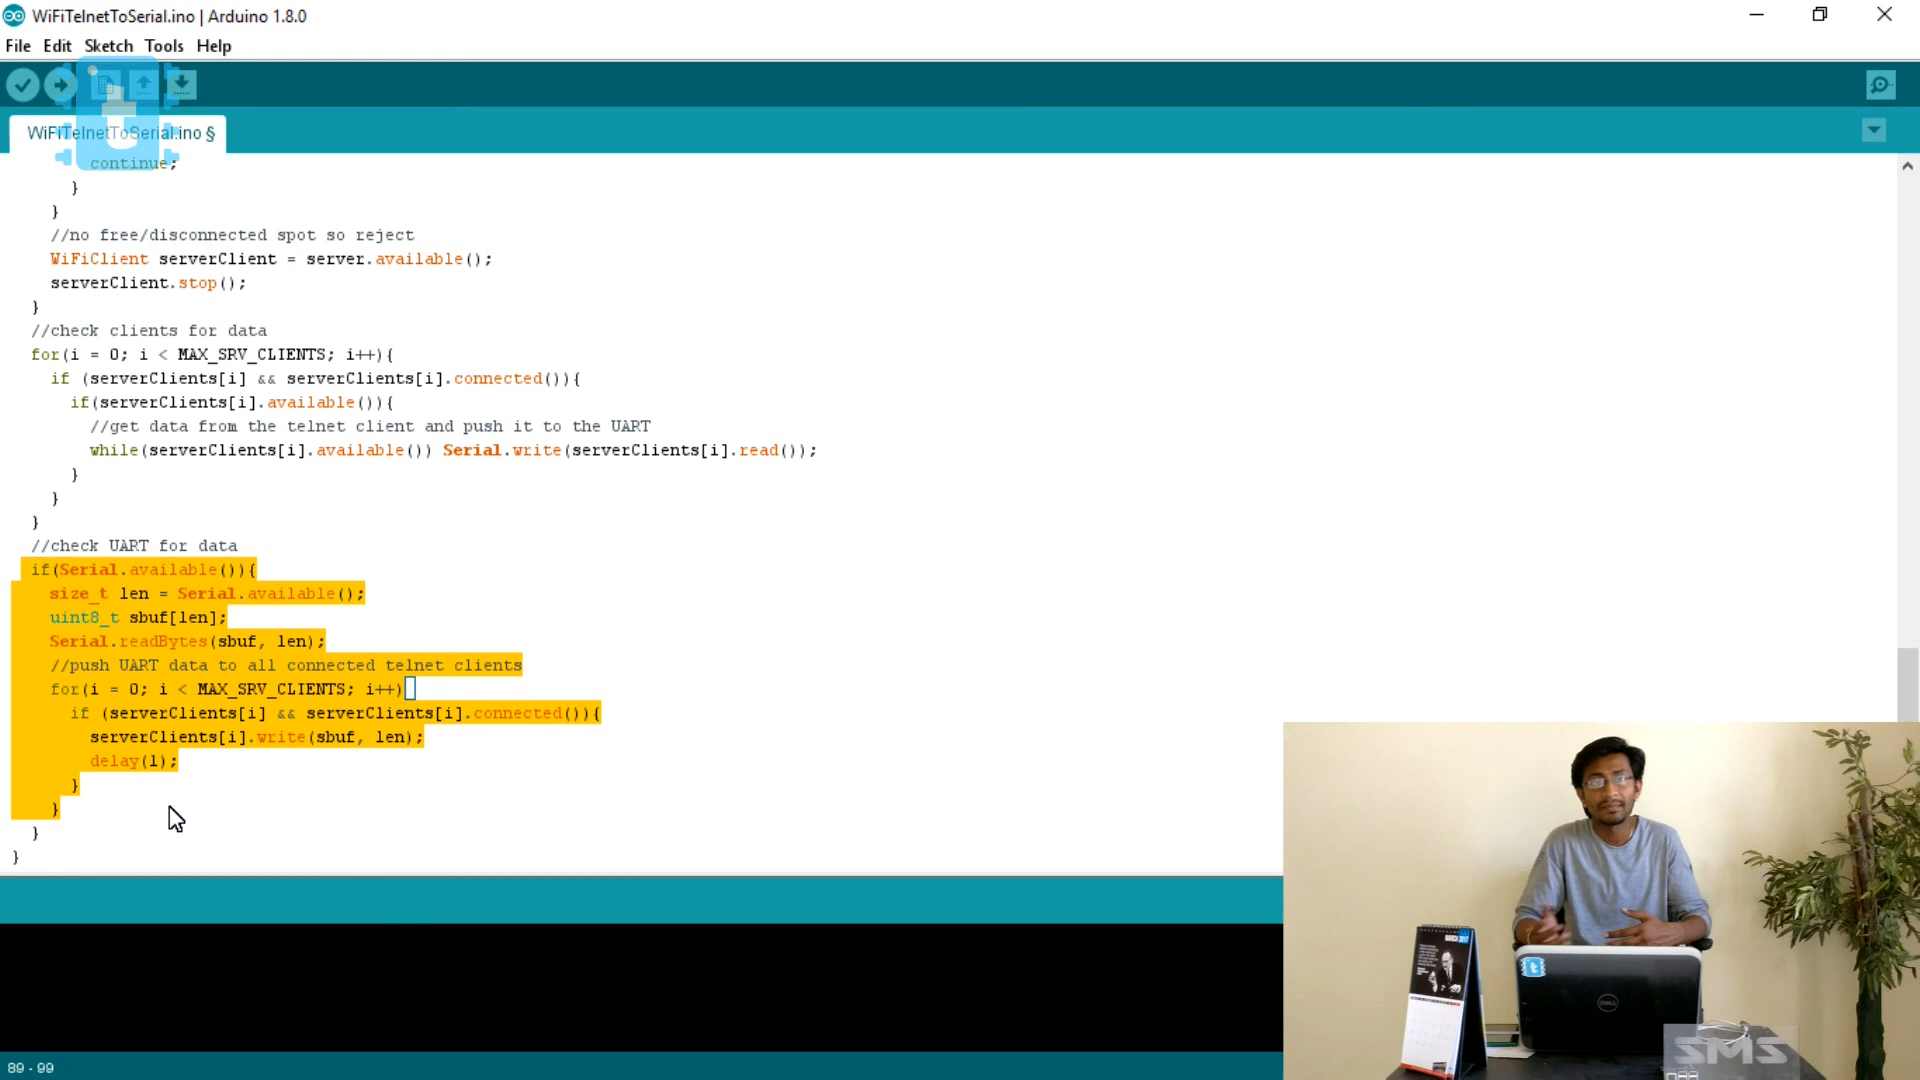 WiFiTelnetToSerial.ino | Arduino 1.8.0
File Edit Sketch Tools Help
WiFiTelnetToSerial.ino §
continue;
}
}
//no free/disconnected spot so reject
WiFiClient serverClient = server.available();
serverClient.stop();
}
//check clients for data
for(i = 0; i < MAX_SRV_CLIENTS; i++){
if (serverClients[i] && serverClients[i].connected()){
if(serverClients[i].available()){
//get data from the telnet client and push it to the UART
while(serverClients[i].available()) Serial.write(serverClients[i].read());
}
}
}
//check UART for data
if(Serial.available()){
size_t len = Serial.available();
uint8_t sbuf[len];
Serial.readBytes(sbuf, len);
//push UART data to all connected telnet clients
for(i = 0; i < MAX_SRV_CLIENTS; i++)
if (serverClients[i] && serverClients[i].connected()){
serverClients[i].write(sbuf, len);
delay(1);
}
}
}
}
89 - 99
t
MARCH 2017
t
DELL
SMS